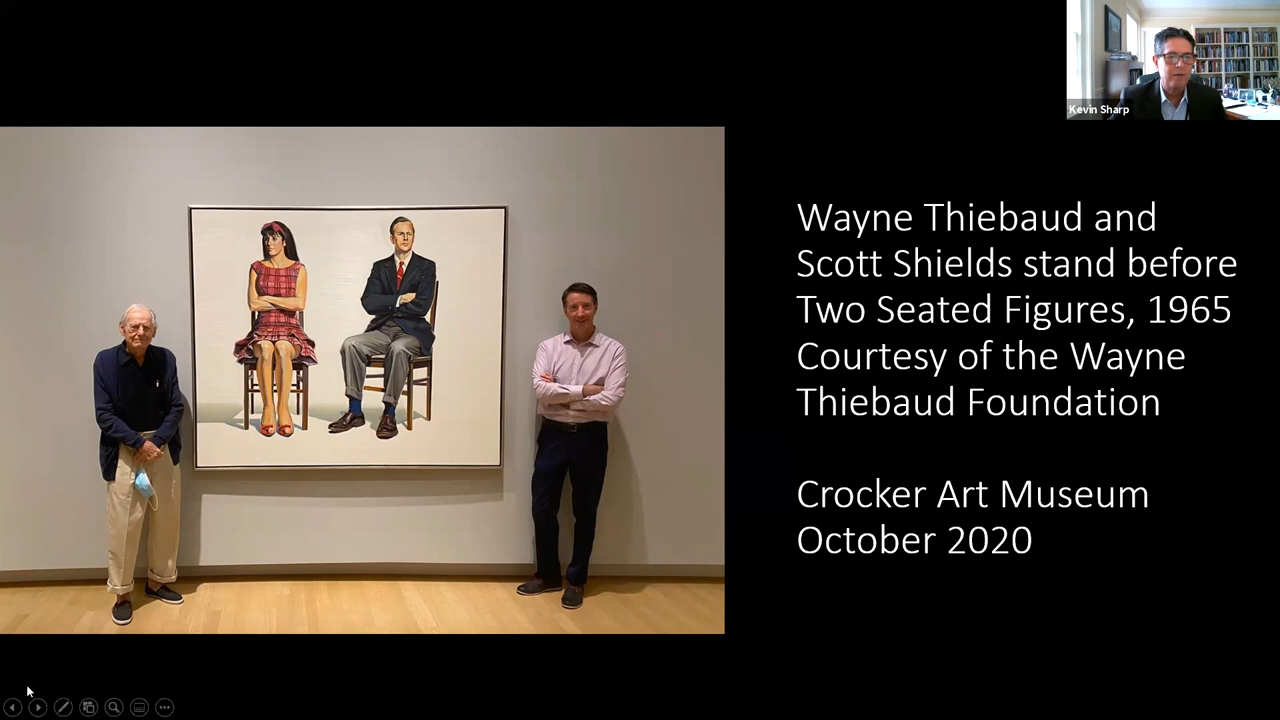 Kevin Sharp
Wayne Thiebaud and
Scott Shields stand before
Two Seated Figures, 1965
Courtesy of the Wayne
Thiebaud Foundation
Crocker Art Museum
October 2020